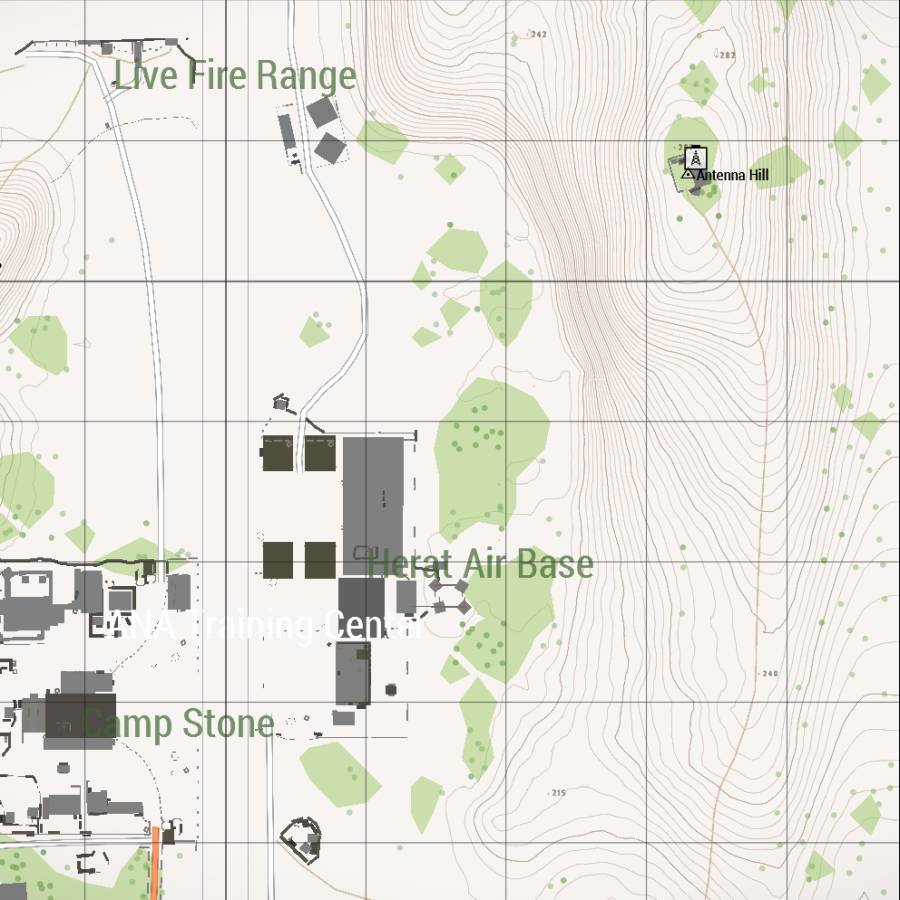 242
282
Live Fire Range
Antenna Hill
Herat Air Base
ANA Training Center
240
Camp Stone
215